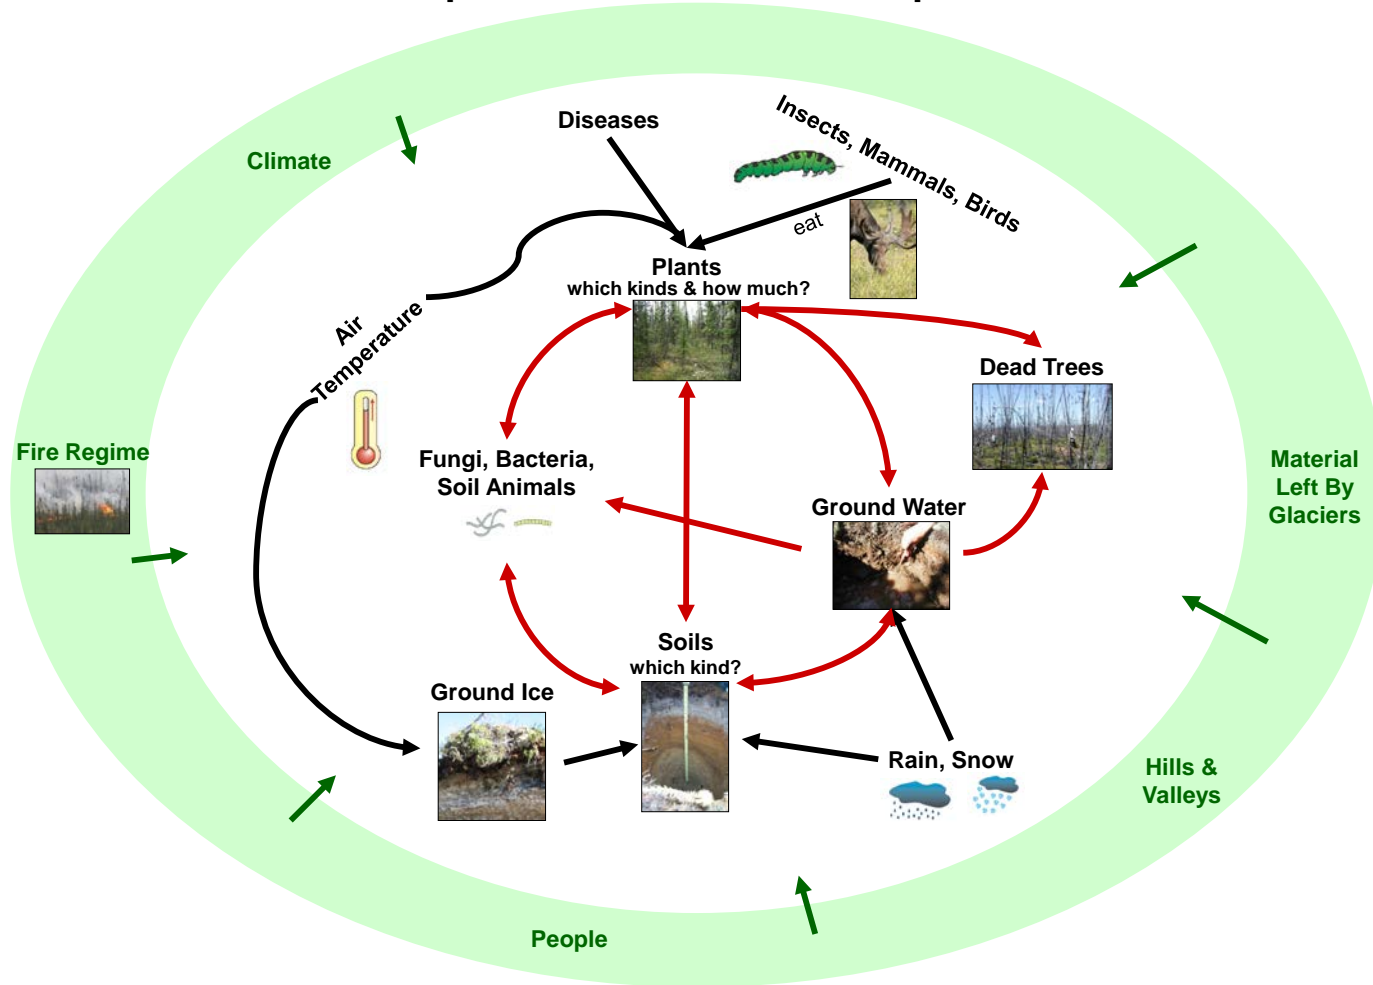 Diseases
Insects, Mammals, Birds
Climate
eat
Plants
which kinds & how much?
Air
Temperature
Dead Trees
Fire Regime
Fungi, Bacteria,
Soil Animals
Material
Left By
Glaciers
Ground Water
Soils
which kind?
Ground Ice
Rain, Snow
Hills &
Valleys
People